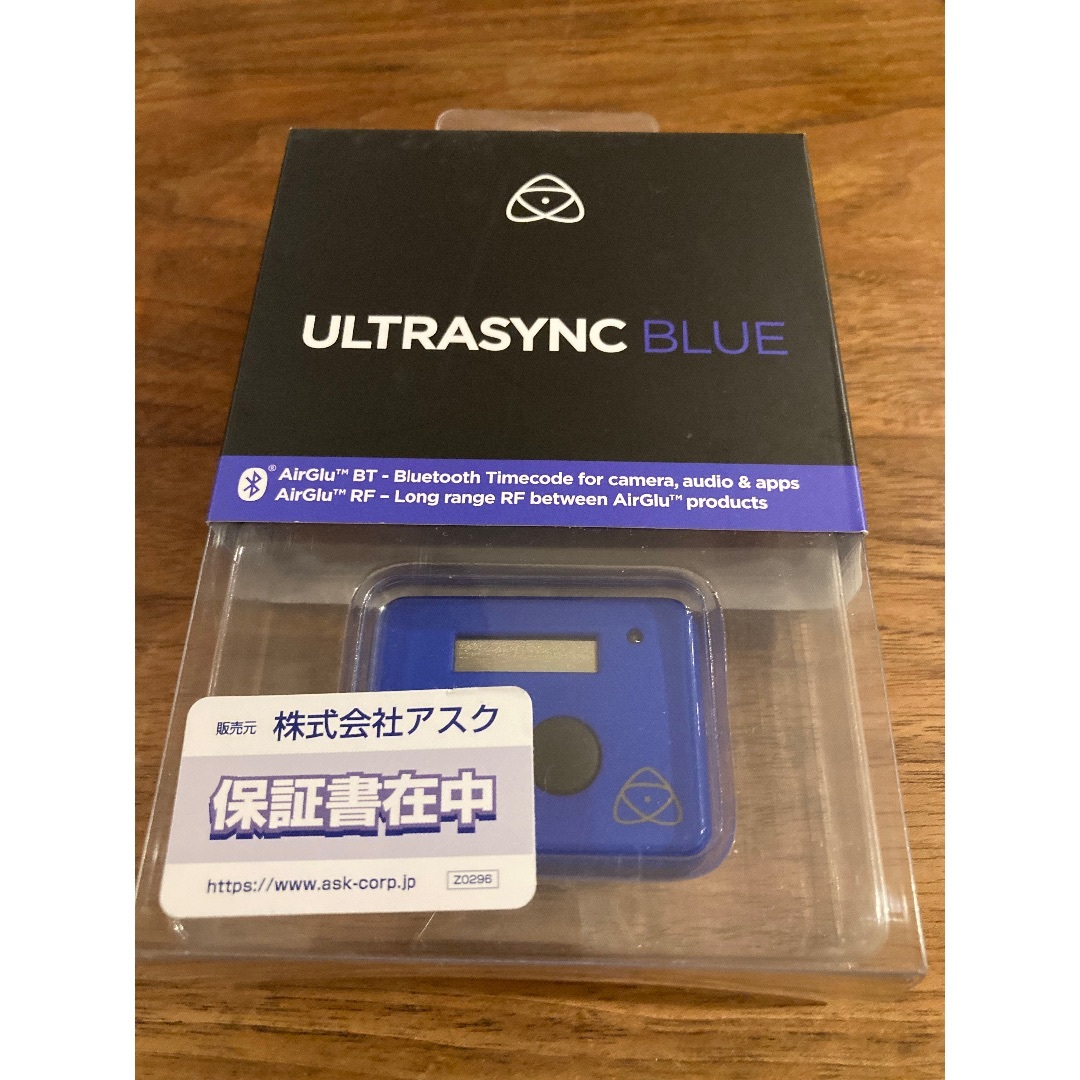 ULTRASYNC BLUE
® AirGlu™ BT - Bluetooth Timecode for camera, audio & apps
AirGlu™ RF – Long range RF between AirGlu™ products
販売元 株式会社アスク
保証書在中
https://www.ask-corp.jp Z0296